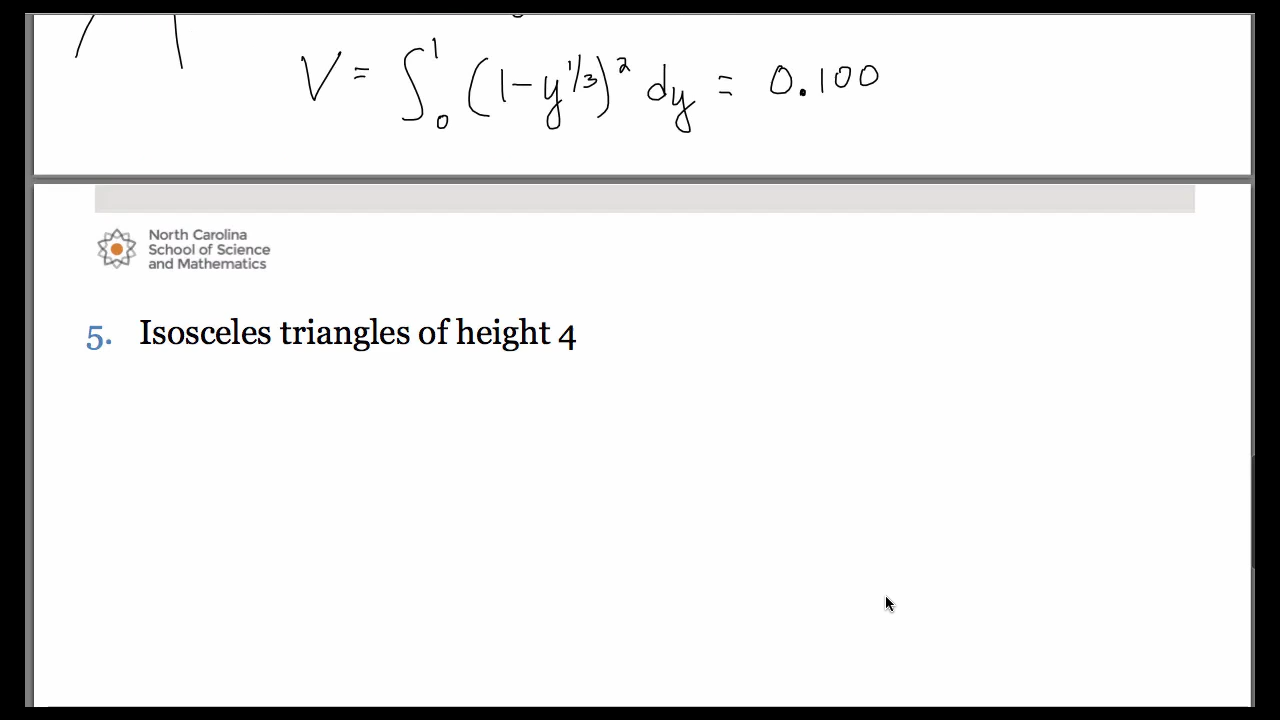 V = ∫₀¹ (1 - y^{1/3})² dy = 0.100
North Carolina
School of Science
and Mathematics
5. Isosceles triangles of height 4